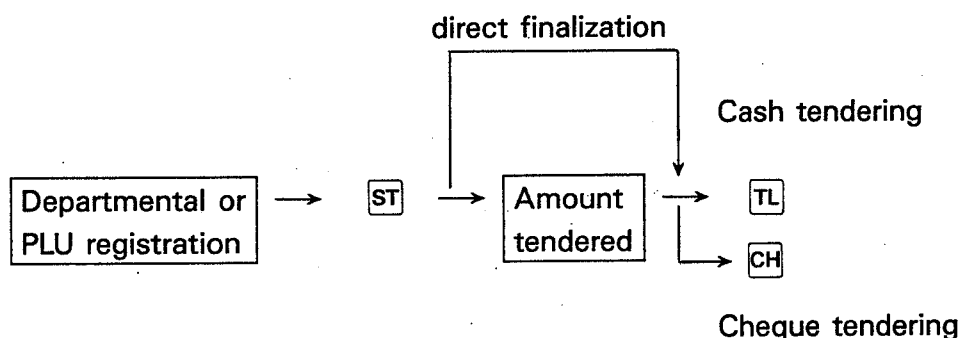 direct finalization
Cash tendering
Departmental or
PLU registration
ST
Amount
tendered
TL
CH
Cheque tendering